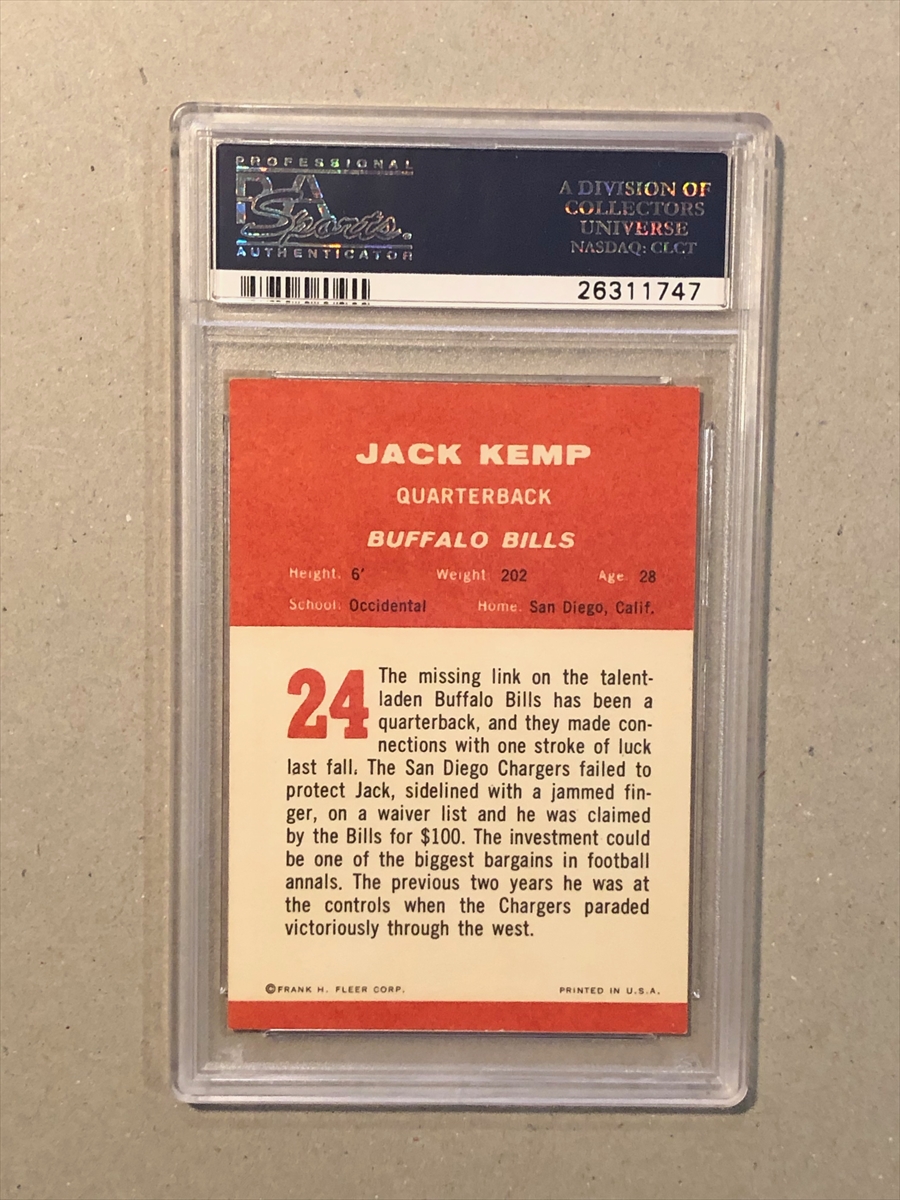 PROFESSIONAL
PSA
Sports.
AUTHENTICATOR
A DIVISION OF
COLLECTORS
UNIVERSE
NASDAQ: CLCT
26311747
JACK KEMP
QUARTERBACK
BUFFALO BILLS
Height. 6' Weight 202 Age 28
School: Occidental Home. San Diego, Calif.
24
The missing link on the talent-
laden Buffalo Bills has been a
quarterback, and they made con-
nections with one stroke of luck
last fall. The San Diego Chargers failed to
protect Jack, sidelined with a jammed fin-
ger, on a waiver list and he was claimed
by the Bills for $100. The investment could
be one of the biggest bargains in football
annals. The previous two years he was at
the controls when the Chargers paraded
victoriously through the west.
©FRANK H. FLEER CORP. PRINTED IN U.S.A.